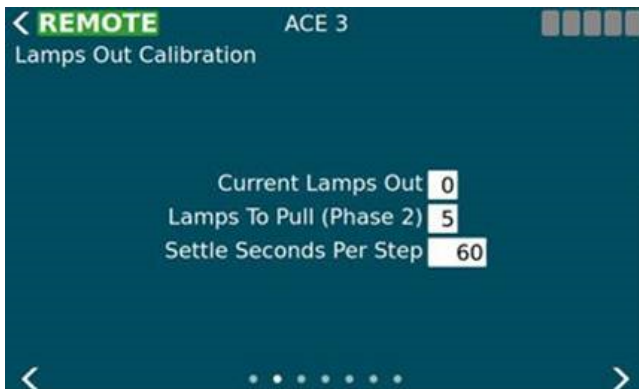 REMOTE ACE 3
Lamps Out Calibration
Current Lamps Out 0
Lamps To Pull (Phase 2) 5
Settle Seconds Per Step 60